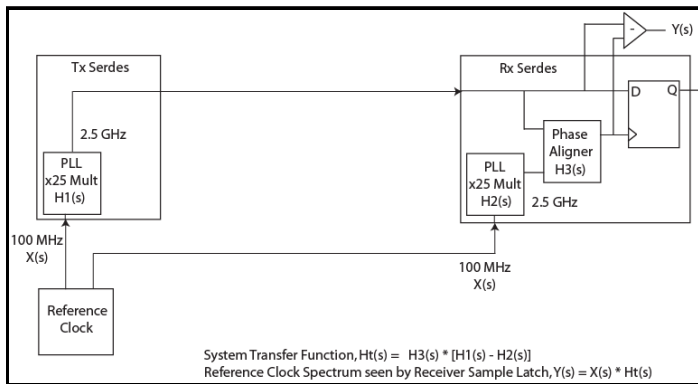 Y(s)
-
Tx Serdes
Rx Serdes
D
Q
2.5 GHz
Phase
Aligner
H3(s)
PLL
x25 Mult
H1(s)
PLL
x25 Mult
H2(s)
2.5 GHz
100 MHz
X(s)
100 MHz
X(s)
Reference
Clock
System Transfer Function, Ht(s) = H3(s) * [H1(s) - H2(s)]
Reference Clock Spectrum seen by Receiver Sample Latch, Y(s) = X(s) * Ht(s)